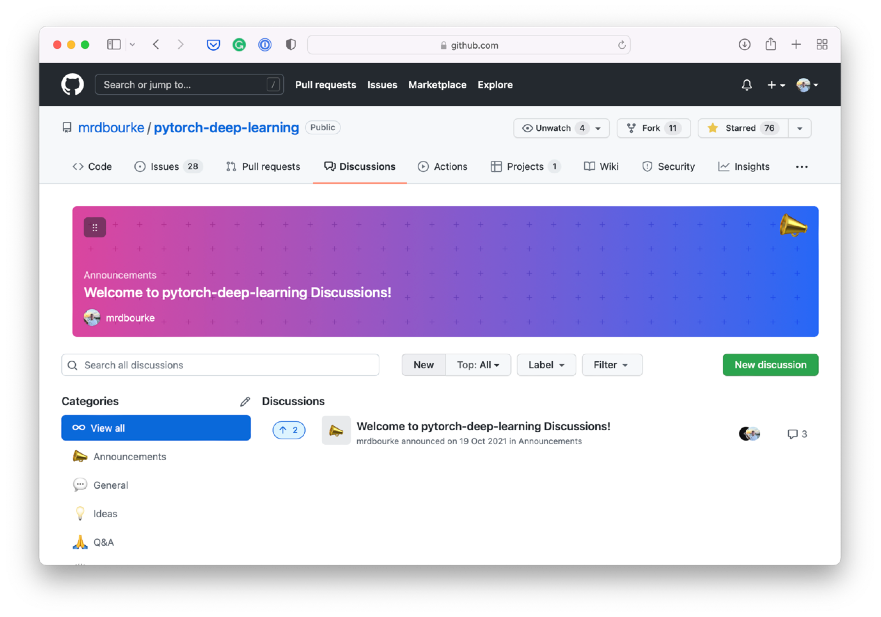 github.com
Search or jump to... /
Pull requests Issues Marketplace Explore
mrdbourke / pytorch-deep-learning Public
Unwatch 4 Fork 11 Starred 76
Code Issues 28 Pull requests Discussions Actions Projects 1 Wiki Security Insights ...
Announcements
Welcome to pytorch-deep-learning Discussions!
mrdbourke
Search all discussions New Top: All Label Filter New discussion
Categories
View all
Announcements
General
Ideas
Q&A
Discussions
2 Welcome to pytorch-deep-learning Discussions! 3
mrdbourke announced on 19 Oct 2021 in Announcements